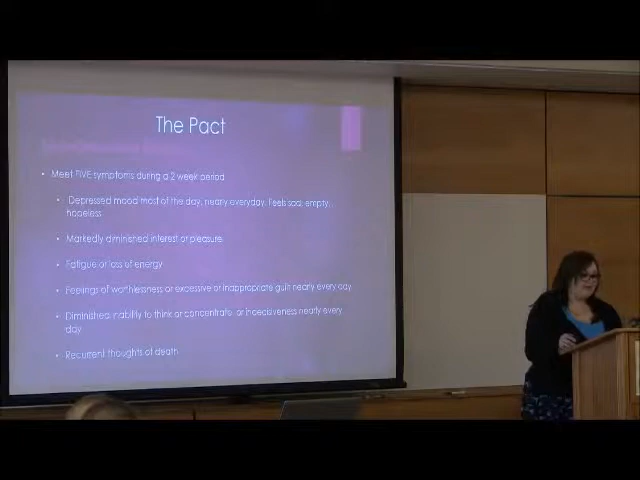 The Pact
• Meet FIVE symptoms during a 2 week period
• Depressed mood most of the day, nearly everyday. Feels sad, empty,
hopeless
• Markedly diminished interest or pleasure
• Fatigue or loss of energy
• Feelings of worthlessness or excessive or inappropriate guilt nearly every day
• Diminished inability to think or concentrate or indecisiveness nearly every
day
• Recurrent thoughts of death